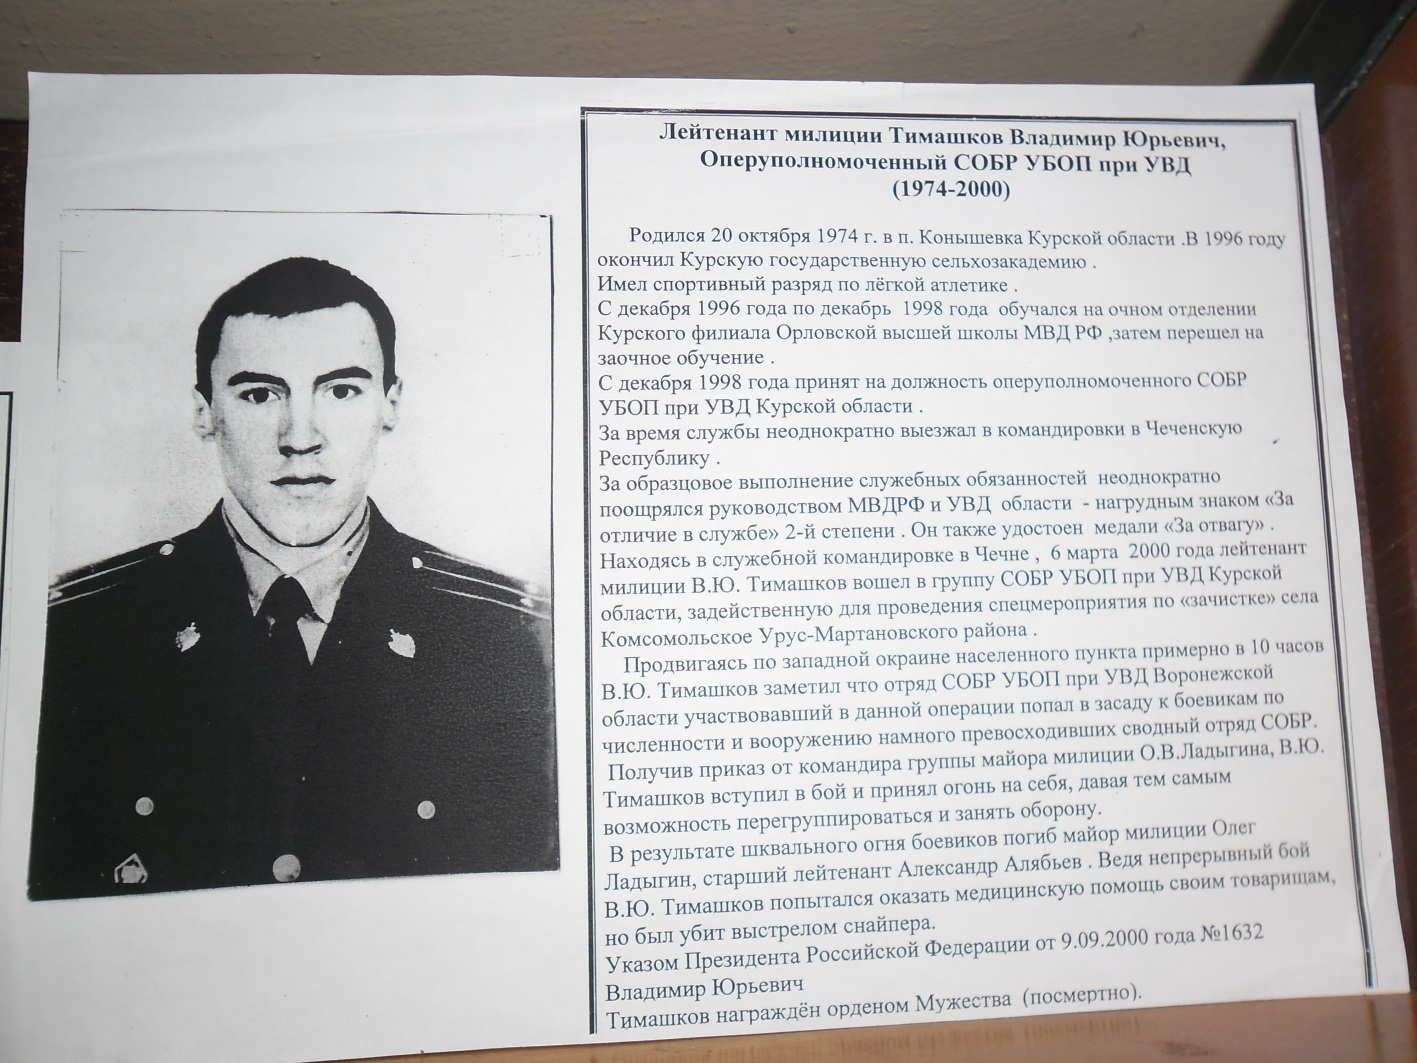 Лейтенант милиции Тимашков Владимир Юрьевич,
Оперуполномоченный СОБР УБОП при УВД
(1974-2000)
Родился 20 октября 1974 г. в п. Конышевка Курской области .В 1996 году
окончил Курскую государственную сельхозакадемию .
Имел спортивный разряд по лёгкой атлетике .
С декабря 1996 года по декабрь 1998 года обучался на очном отделении
Курского филиала Орловской высшей школы МВД РФ ,затем перешел на
заочное обучение .
С декабря 1998 года принят на должность оперуполномоченного СОБР
УБОП при УВД Курской области .
За время службы неоднократно выезжал в командировки в Чеченскую
Республику .
За образцовое выполнение служебных обязанностей неоднократно
поощрялся руководством МВДРФ и УВД области - нагрудным знаком «За
отличие в службе» 2-й степени . Он также удостоен медали «За отвагу» .
Находясь в служебной командировке в Чечне , 6 марта 2000 года лейтенант
милиции В.Ю. Тимашков вошел в группу СОБР УБОП при УВД Курской
области, задействованную для проведения спецмероприятия по «зачистке» села
Комсомольское Урус-Мартановского района .
Продвигаясь по западной окраине населенного пункта примерно в 10 часов
В.Ю. Тимашков заметил что отряд СОБР УБОП при УВД Воронежской
области участвовавший в данной операции попал в засаду к боевикам по
численности и вооружению намного превосходивших сводный отряд СОБР.
Получив приказ от командира группы майора милиции О.В.Ладыгина, В.Ю.
Тимашков вступил в бой и принял огонь на себя, давая тем самым
возможность перегруппироваться и занять оборону.
В результате шквального огня боевиков погиб майор милиции Олег
Ладыгин, старший лейтенант Александр Алябьев . Ведя непрерывный бой
В.Ю. Тимашков попытался оказать медицинскую помощь своим товарищам,
но был убит выстрелом снайпера.
Указом Президента Российской Федерации от 9.09.2000 года №1632
Владимир Юрьевич
Тимашков награждён орденом Мужества (посмертно).